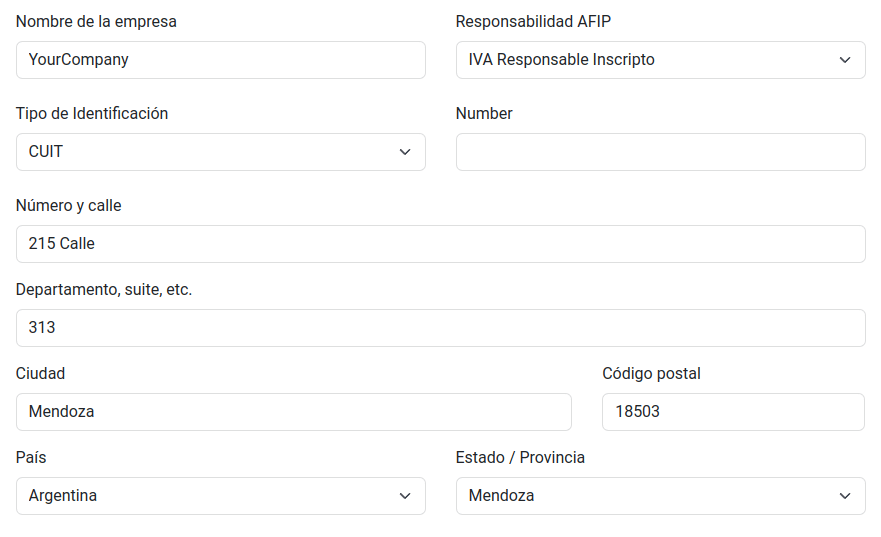 Nombre de la empresa
Responsabilidad AFIP
YourCompany
IVA Responsable Inscripto
Tipo de Identificación
Number
CUIT
Número y calle
215 Calle
Departamento, suite, etc.
313
Ciudad
Código postal
Mendoza
18503
País
Estado / Provincia
Argentina
Mendoza